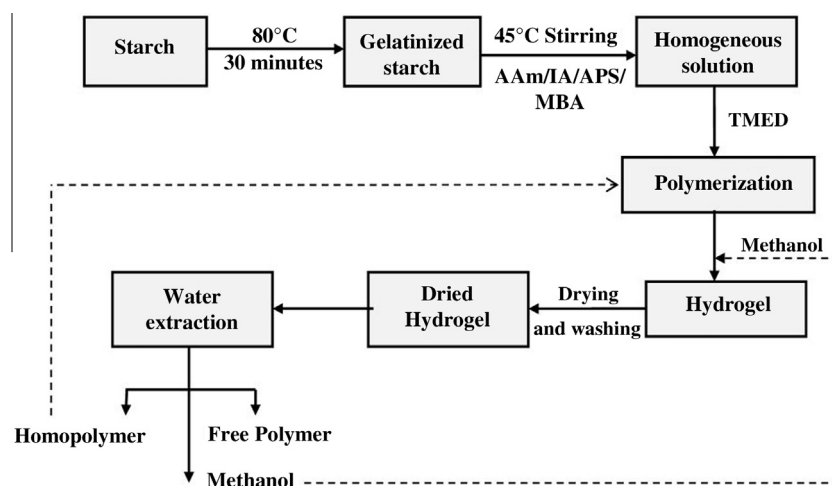 Starch
80°C
30 minutes
Gelatinized
starch
45°C Stirring
AAm/IA/APS/
MBA
Homogeneous
solution
TMED
Polymerization
Methanol
Hydrogel
Drying
and washing
Dried
Hydrogel
Water
extraction
Homopolymer
Free Polymer
Methanol